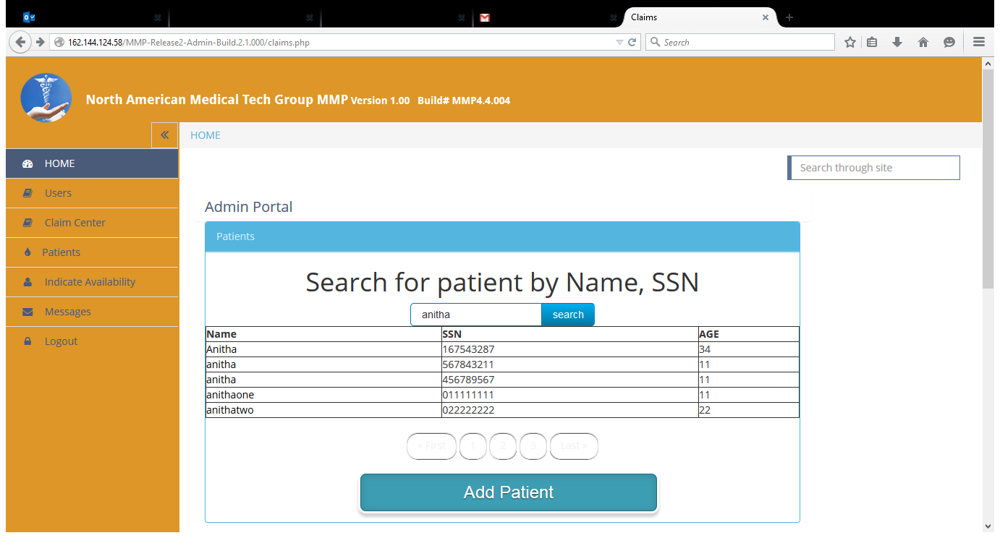 Claims
162.144.124.58/MMP-Release2-Admin-Build.2.1.000/claims.php
Search
North American Medical Tech Group MMP Version 1.00 Build# MMP4.4.004
HOME
HOME
Search through site
Users
Claim Center
Patients
Indicate Availability
Messages
Logout
Admin Portal
Patients
Search for patient by Name, SSN
anitha search
Name SSN AGE
Anitha 167543287 34
anitha 567843211 11
anitha 456789567 11
anithaone 011111111 11
anithatwo 022222222 22
« First 1 2 3 Last »
Add Patient